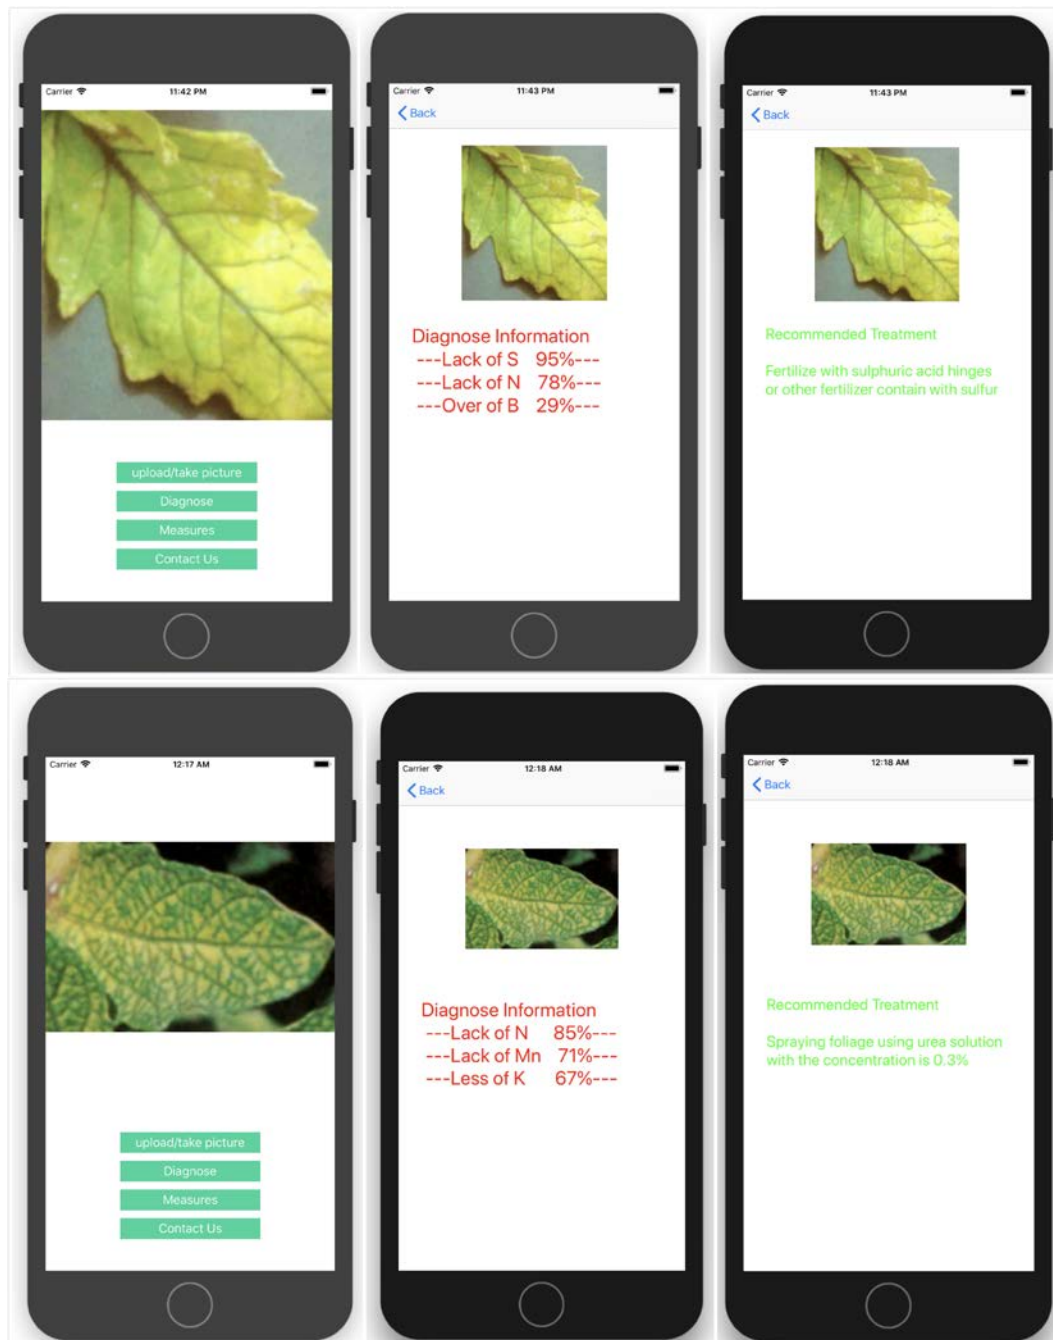 Carrier 11:42 PM
upload/take picture
Diagnose
Measures
Contact Us
Carrier 11:43 PM
Back
Diagnose Information
---Lack of S 95%---
---Lack of N 78%---
---Over of B 29%---
Carrier 11:43 PM
Back
Recommended Treatment
Fertilize with sulphuric acid hinges
or other fertilizer contain with sulfur
Carrier 12:17 AM
upload/take picture
Diagnose
Measures
Contact Us
Carrier 12:18 AM
Back
Diagnose Information
---Lack of N 85%---
---Lack of Mn 71%---
---Less of K 67%---
Carrier 12:18 AM
Back
Recommended Treatment
Spraying foliage using urea solution
with the concentration is 0.3%